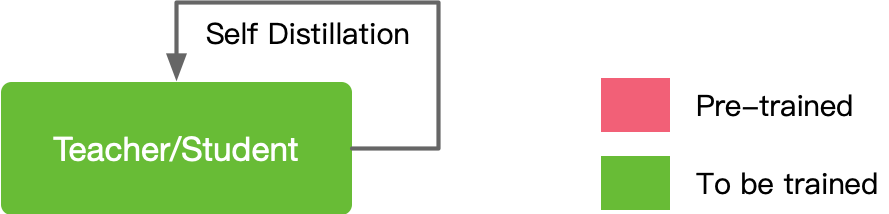 Self Distillation
Teacher/Student
Pre-trained
To be trained